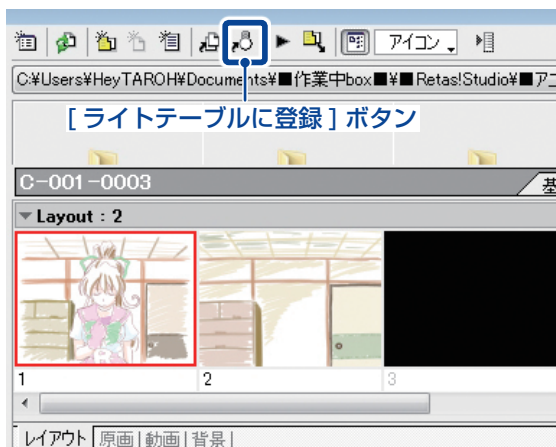 アイコン
C:¥Users¥HeyTAROH¥Documents¥■作業中box■¥■Retas!Studio¥■アニ
[ライトテーブルに登録]ボタン
C-001-0003
基
▼Layout : 2
1 2 3
レイアウト|原画|動画|背景|